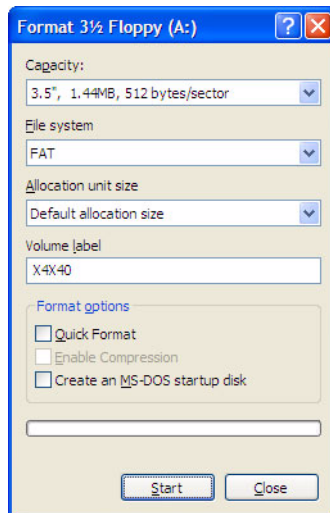 Format 3½ Floppy (A:)
Capacity:
3.5", 1.44MB, 512 bytes/sector
File system
FAT
Allocation unit size
Default allocation size
Volume label
X4X40
Format options
Quick Format
Enable Compression
Create an MS-DOS startup disk
Start Close